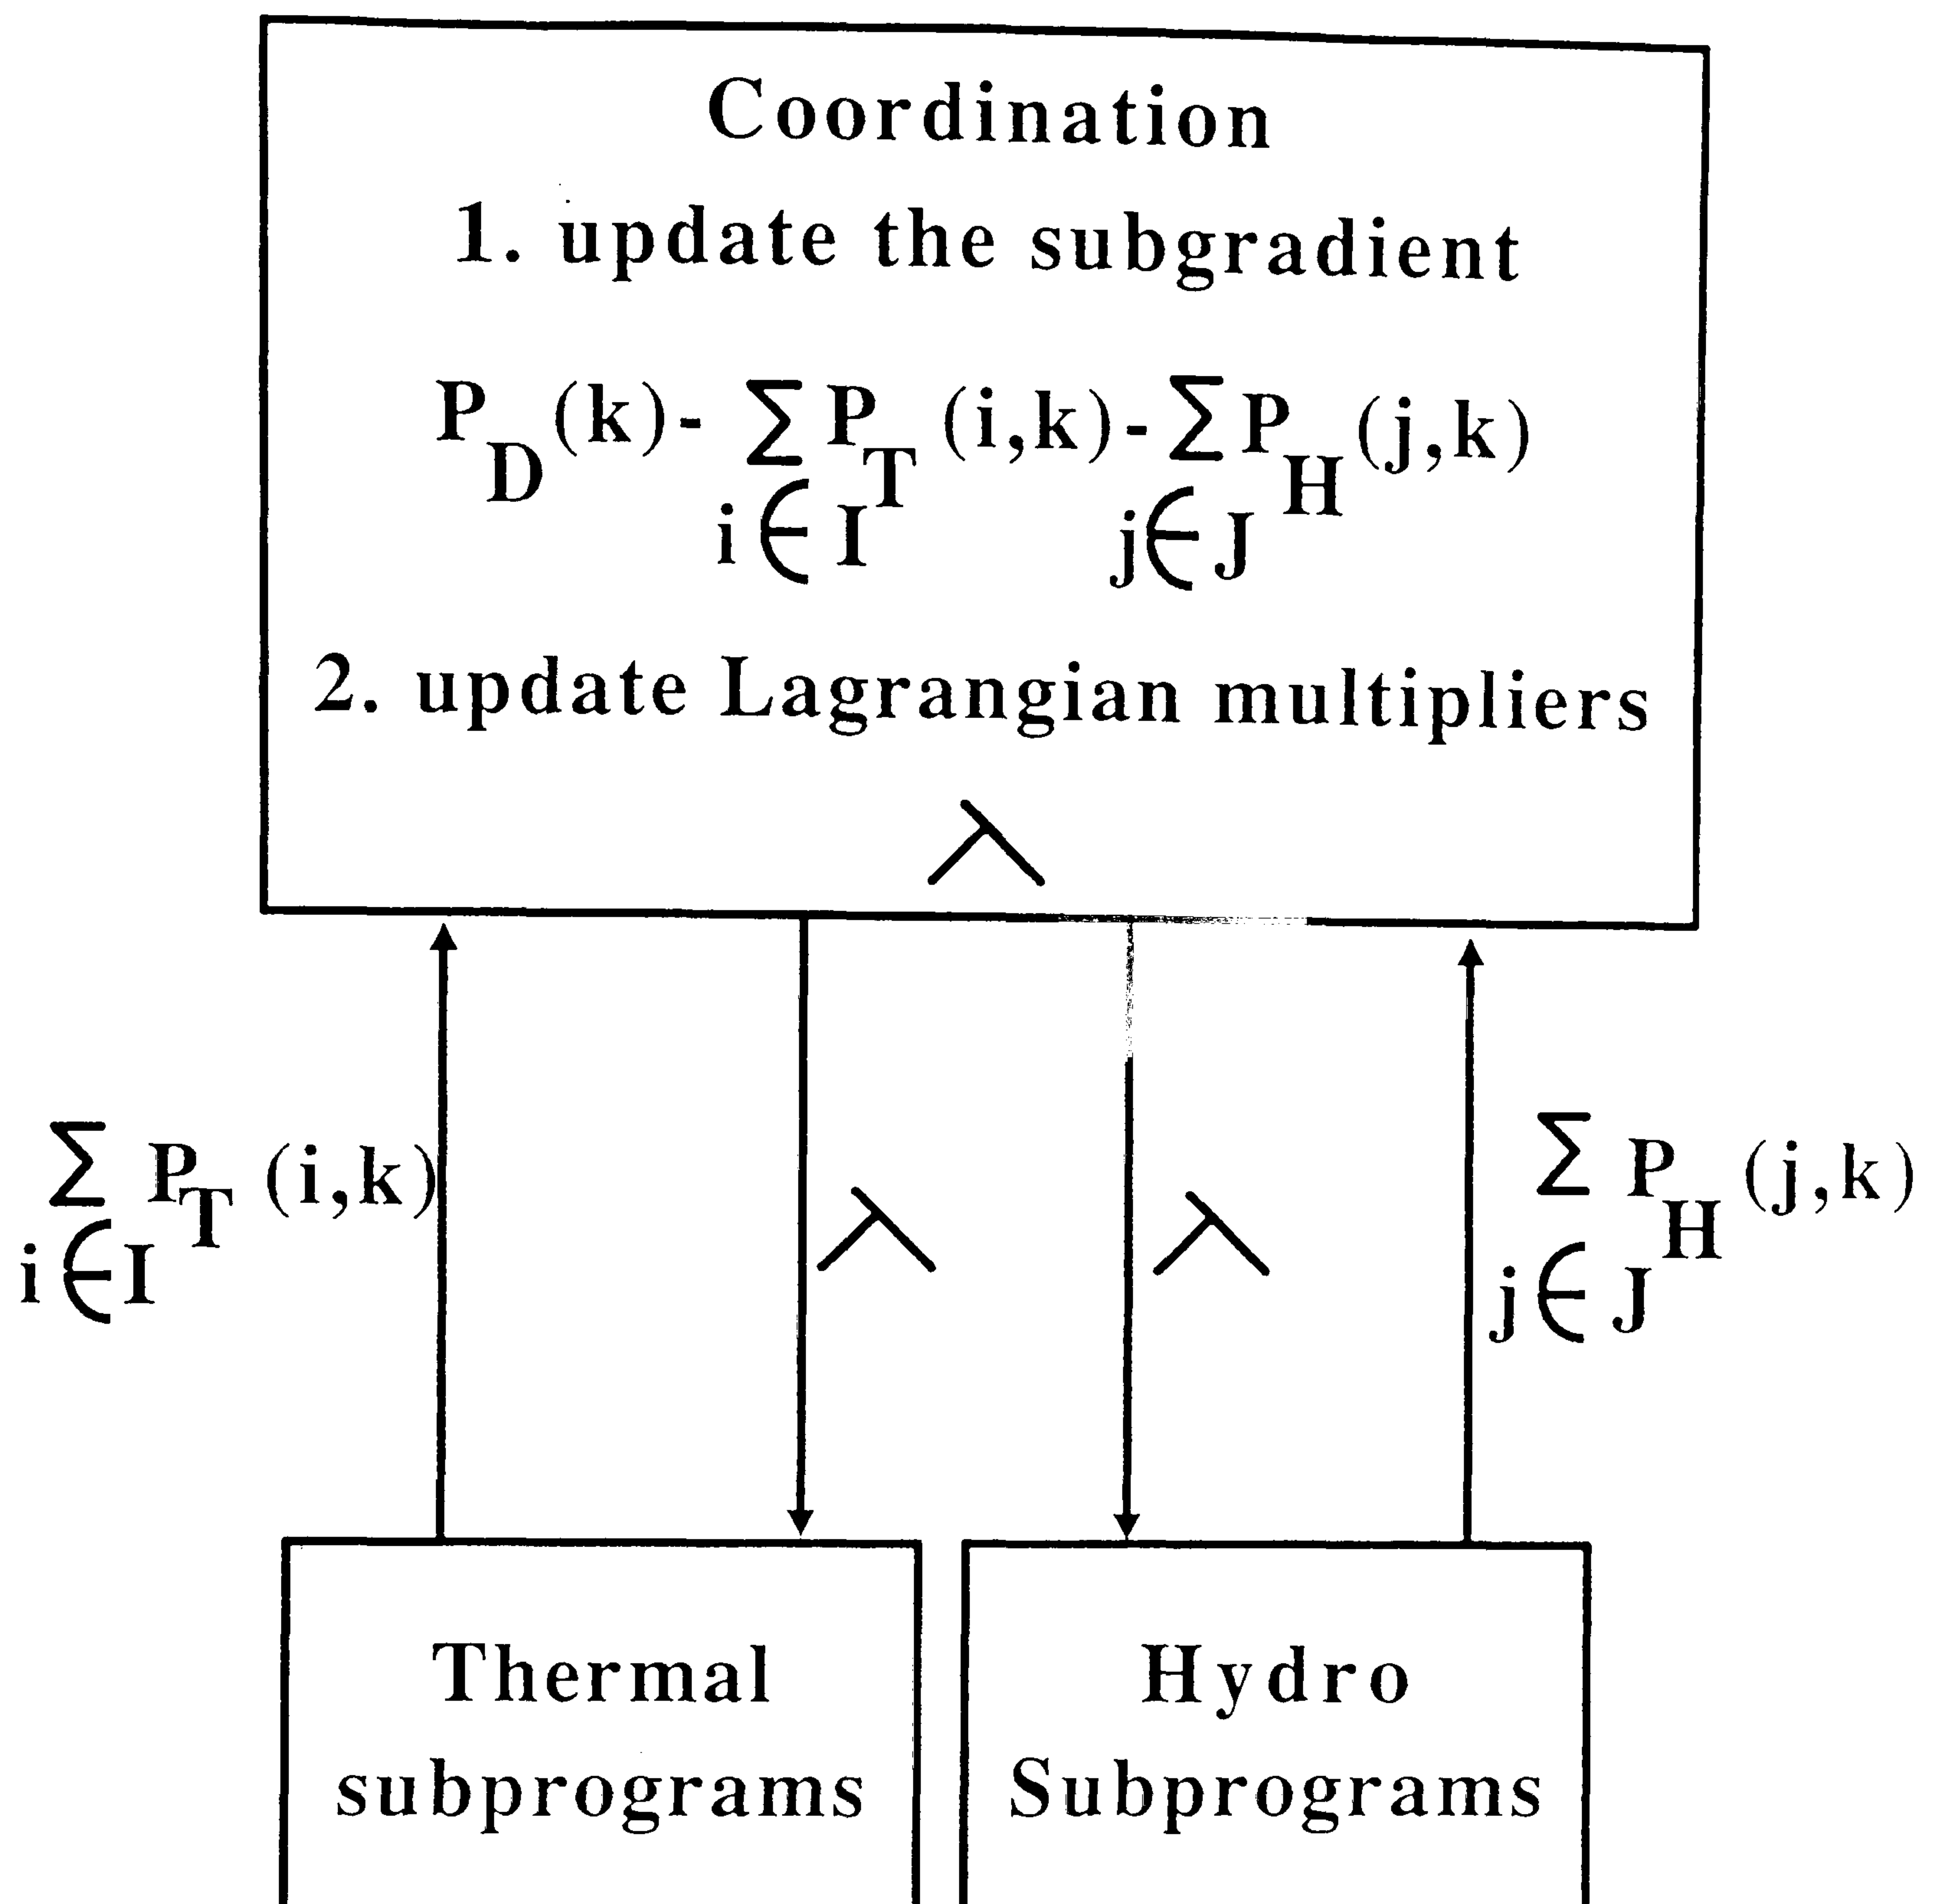 Coordination
1. update the subgradient
P_D(k) - ∑_{i∈I} P_T(i,k) - ∑_{j∈J} P_H(j,k)
2. update Lagrangian multipliers
λ
∑_{i∈I} P_T(i,k)
λ
λ
∑_{j∈J} P_H(j,k)
Thermal
subprograms
Hydro
Subprograms